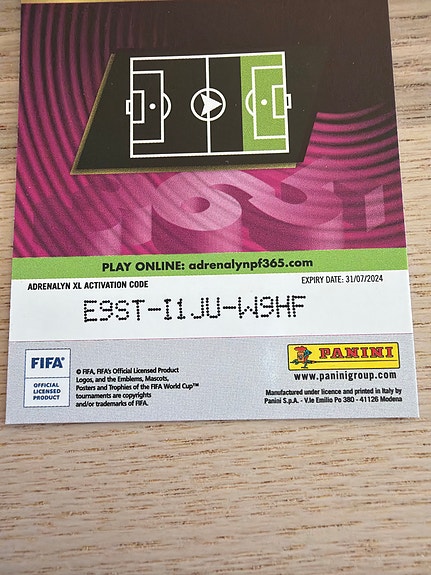 PLAY ONLINE: adrenalynpf365.com
ADRENALYN XL ACTIVATION CODE
EXPIRY DATE: 31/07/2024
E9ST-I1JU-W9HF
FIFA®
OFFICIAL
LICENSED
PRODUCT
© FIFA, FIFA's Official Licensed Product
Logos, and the Emblems, Mascots,
Posters and Trophies of the FIFA World Cup™
tournaments are copyrights
and/or trademarks of FIFA.
PANINI
www.paninigroup.com
Manufactured under licence and printed in Italy by
Panini S.p.A. - V.le Emilio Po 380 - 41126 Modena